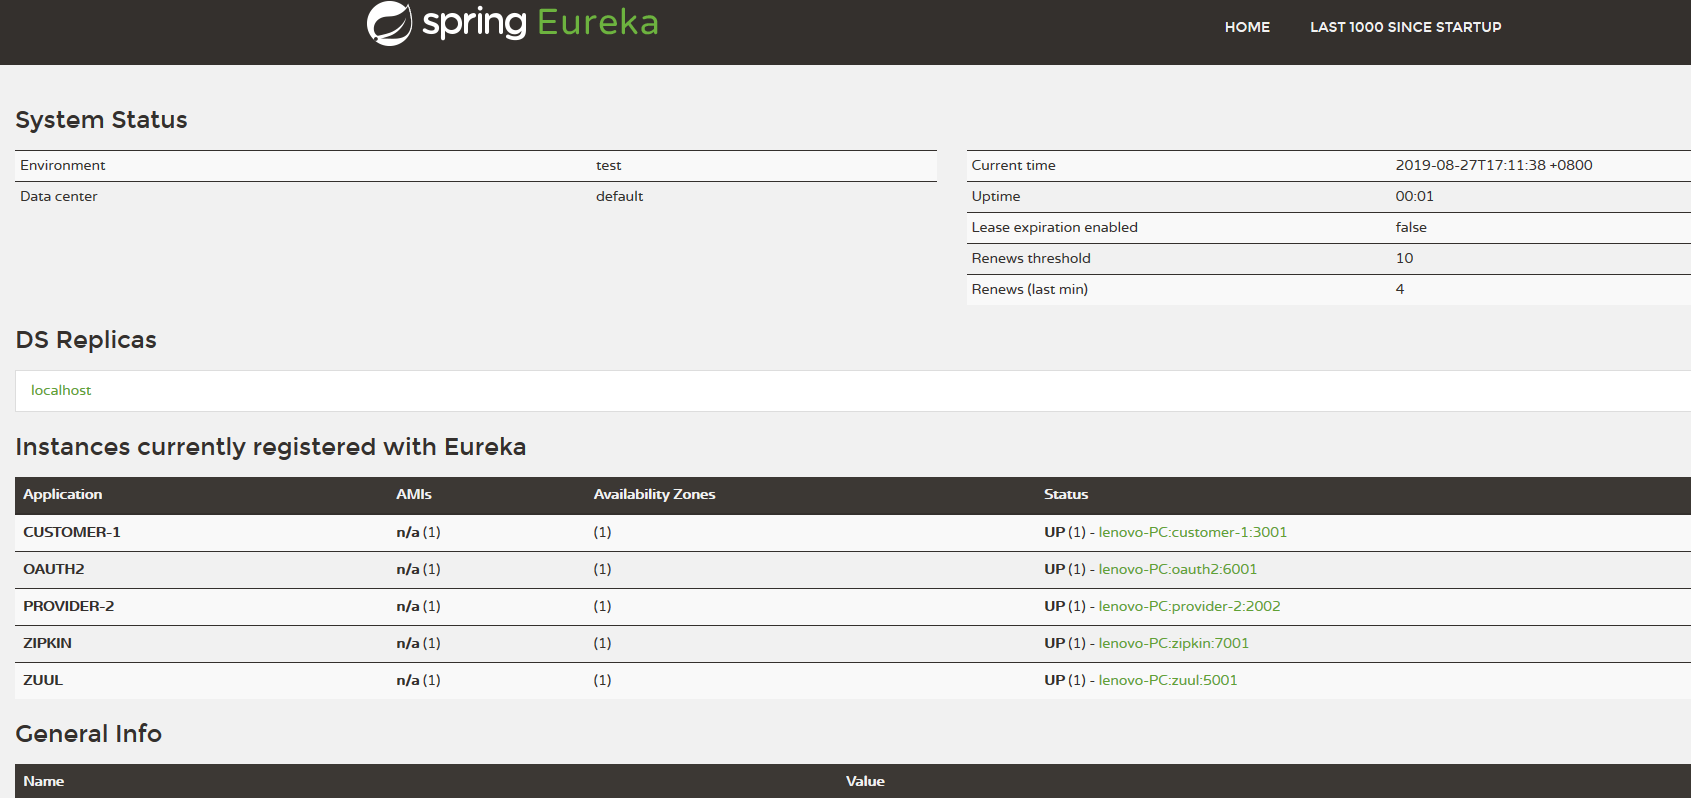 spring Eureka HOME LAST 1000 SINCE STARTUP
System Status
Environment test
Data center default
Current time 2019-08-27T17:11:38 +0800
Uptime 00:01
Lease expiration enabled false
Renews threshold 10
Renews (last min) 4
DS Replicas
localhost
Instances currently registered with Eureka
Application AMIs Availability Zones Status
CUSTOMER-1 n/a (1) (1) UP (1) - lenovo-PC:customer-1:3001
OAUTH2 n/a (1) (1) UP (1) - lenovo-PC:oauth2:6001
PROVIDER-2 n/a (1) (1) UP (1) - lenovo-PC:provider-2:2002
ZIPKIN n/a (1) (1) UP (1) - lenovo-PC:zipkin:7001
ZUUL n/a (1) (1) UP (1) - lenovo-PC:zuul:5001
General Info
Name Value